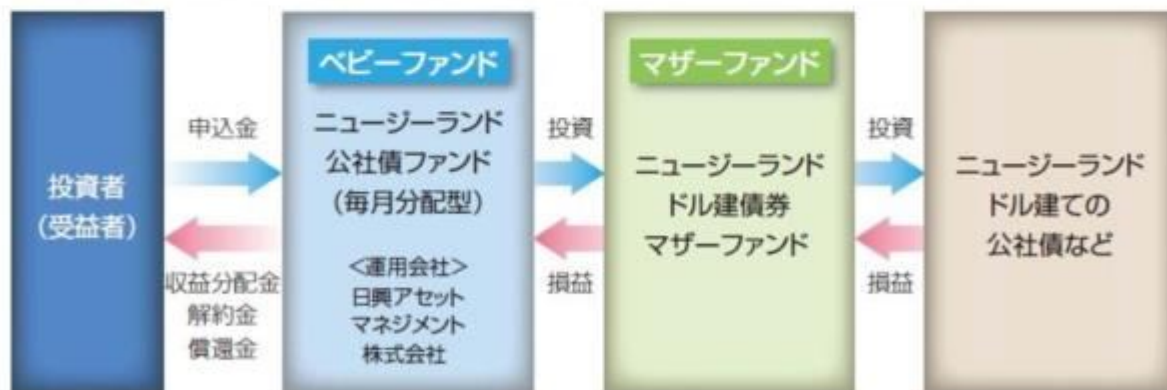 投資者
(受益者)
申込金
収益分配金
解約金
償還金
ベビーファンド
ニュージーランド
公社債ファンド
(毎月分配型)
<運用会社>
日興アセット
マネジメント
株式会社
投資
損益
マザーファンド
ニュージーランド
ドル建債券
マザーファンド
投資
損益
ニュージーランド
ドル建ての
公社債など